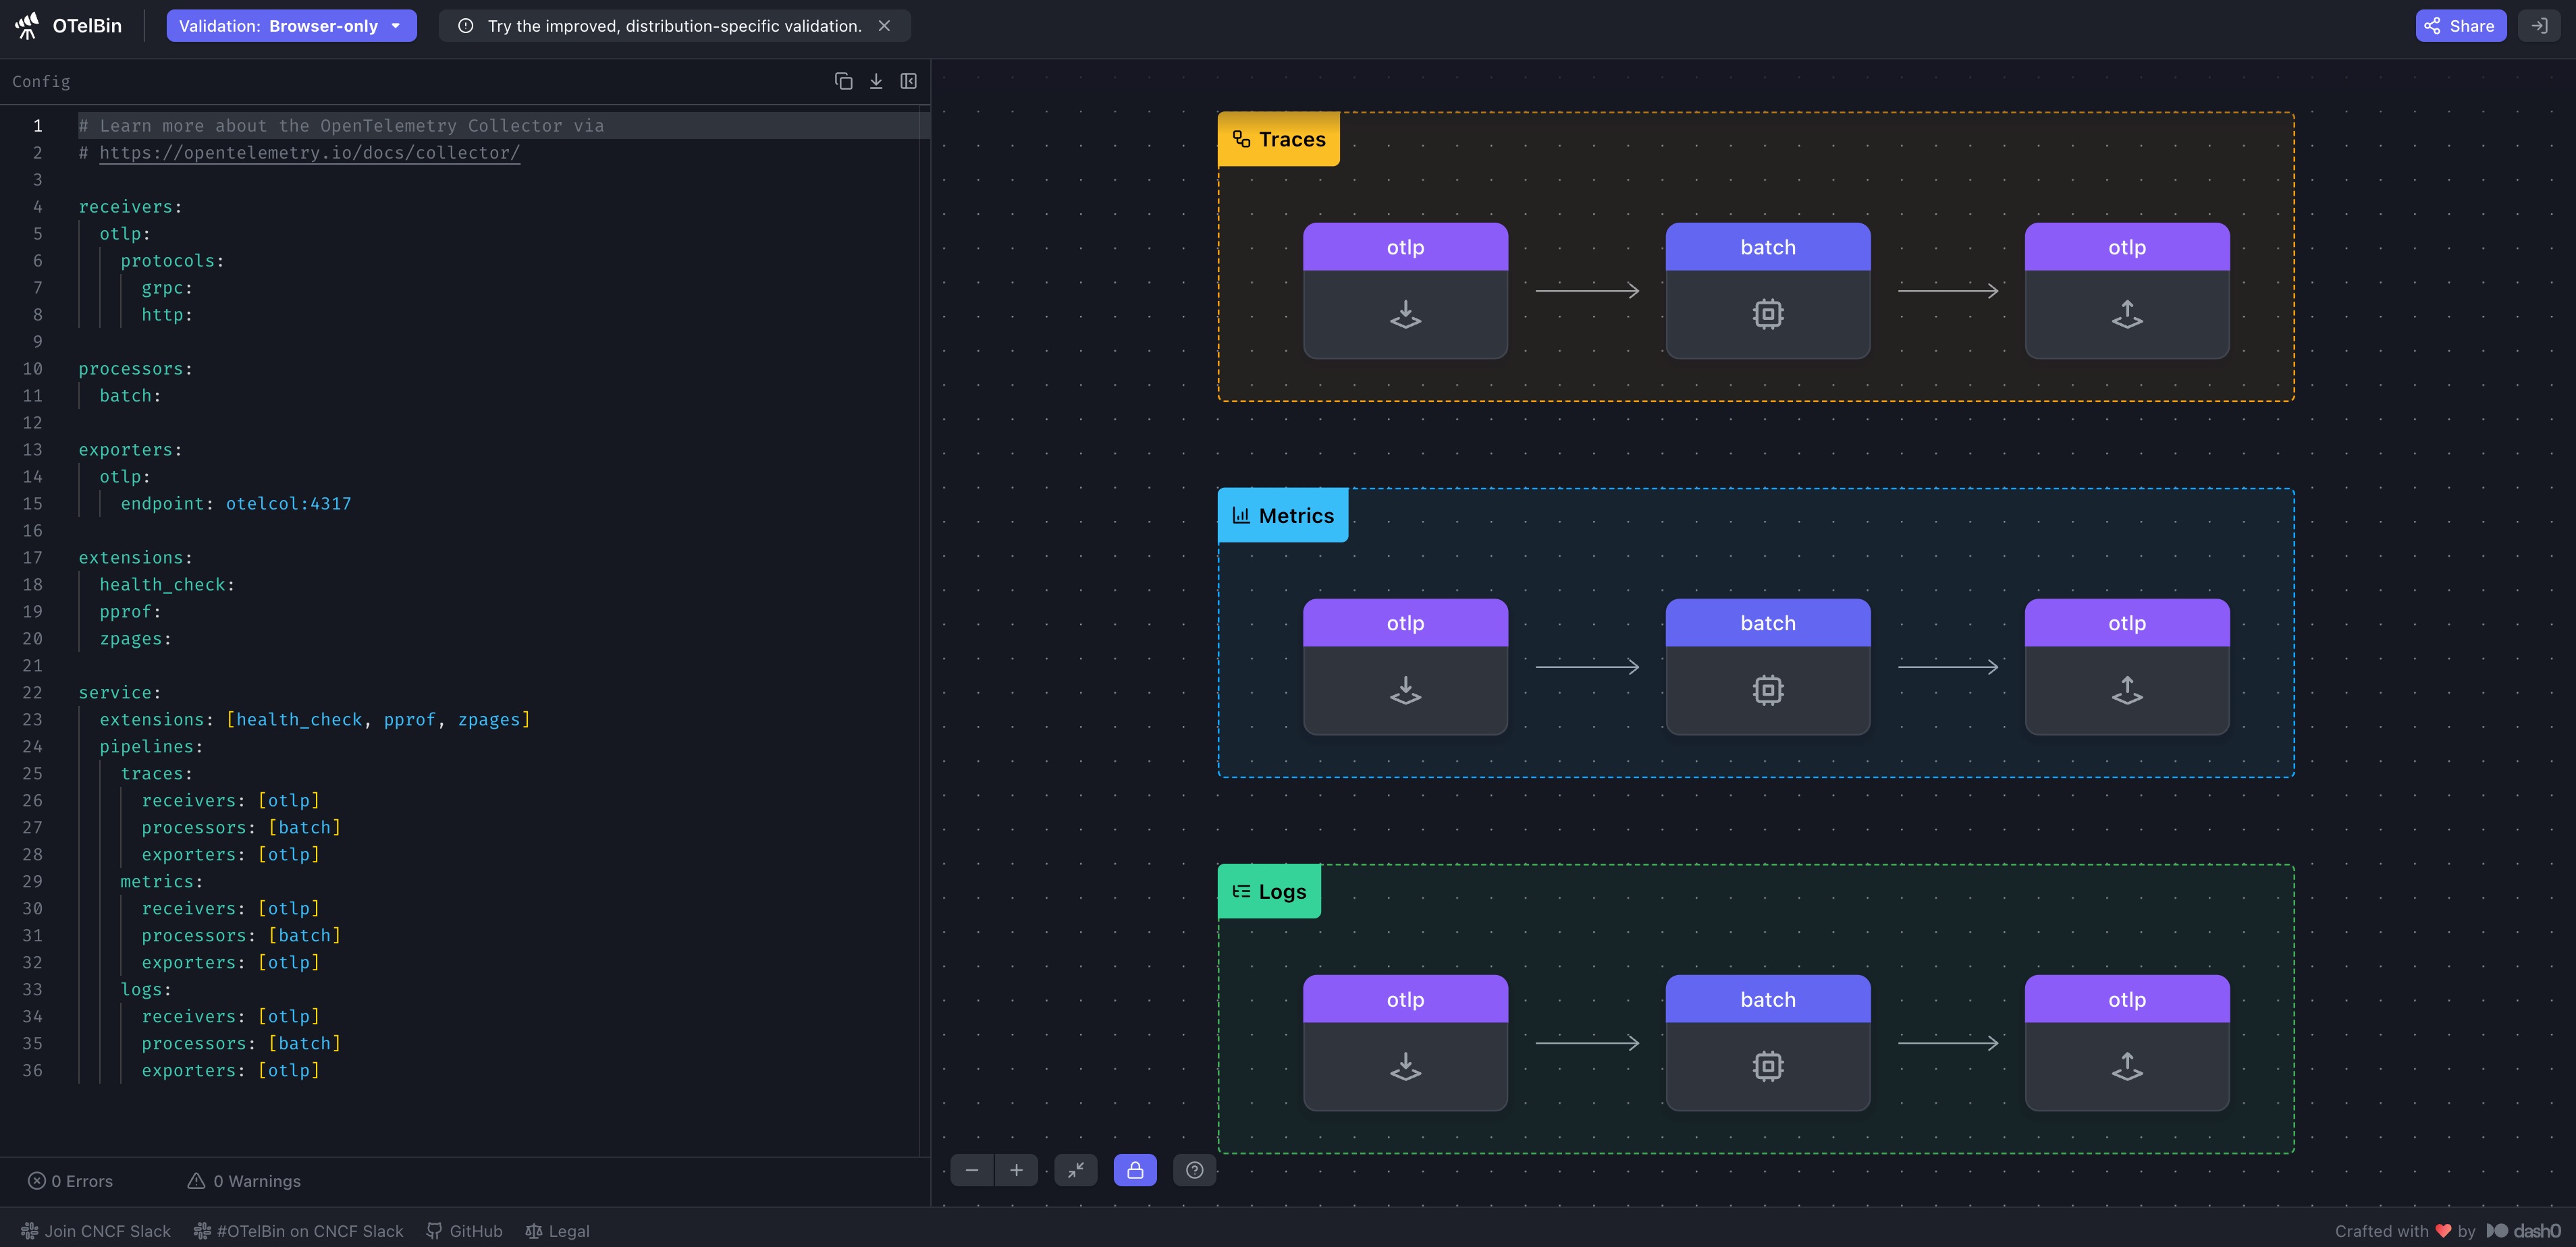 OTelBin
Validation: Browser-only
Try the improved, distribution-specific validation.
Share
Config
1 # Learn more about the OpenTelemetry Collector via
2 # https://opentelemetry.io/docs/collector/
3
4 receivers:
5 otlp:
6 protocols:
7 grpc:
8 http:
9
10 processors:
11 batch:
12
13 exporters:
14 otlp:
15 endpoint: otelcol:4317
16
17 extensions:
18 health_check:
19 pprof:
20 zpages:
21
22 service:
23 extensions: [health_check, pprof, zpages]
24 pipelines:
25 traces:
26 receivers: [otlp]
27 processors: [batch]
28 exporters: [otlp]
29 metrics:
30 receivers: [otlp]
31 processors: [batch]
32 exporters: [otlp]
33 logs:
34 receivers: [otlp]
35 processors: [batch]
36 exporters: [otlp]
0 Errors 0 Warnings
Traces
otlp batch otlp
Metrics
otlp batch otlp
Logs
otlp batch otlp
Join CNCF Slack #OTelBin on CNCF Slack GitHub Legal
Crafted with ❤ by dash0